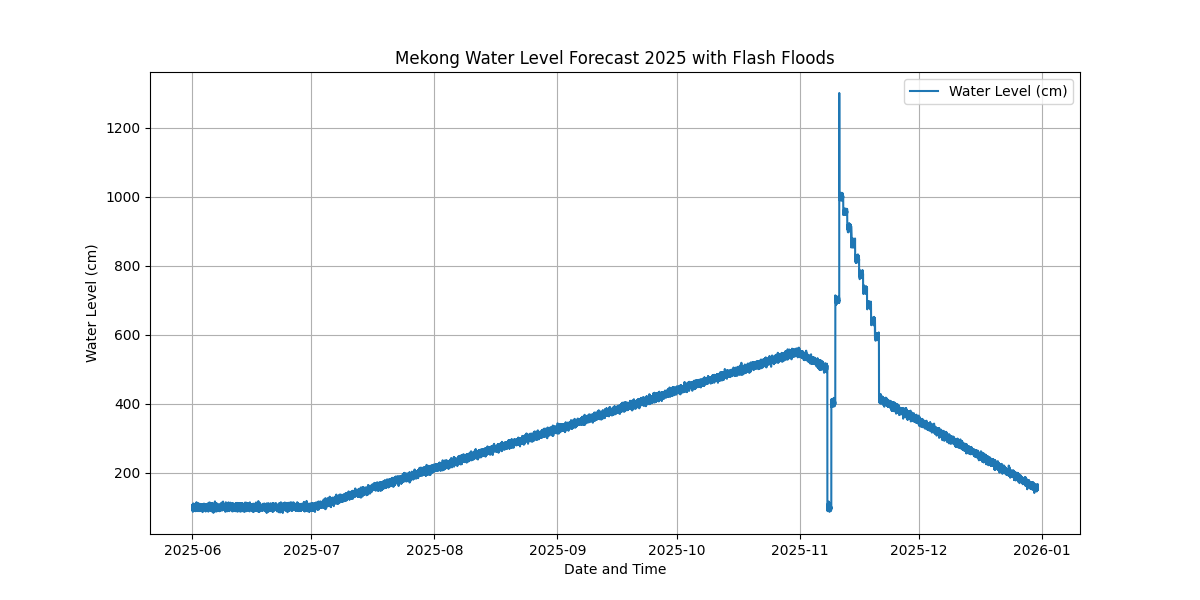 Mekong Water Level Forecast 2025 with Flash Floods
Water Level (cm)
1200
1000
800
600
400
200
Water Level (cm)
2025-06 2025-07 2025-08 2025-09 2025-10 2025-11 2025-12 2026-01
Date and Time